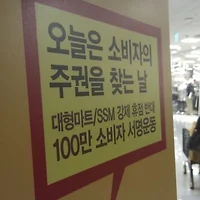 오늘은 소비자의
주권을 찾는 날
대형마트/SSM 강제 휴점 반대
100만 소비자 서명운동